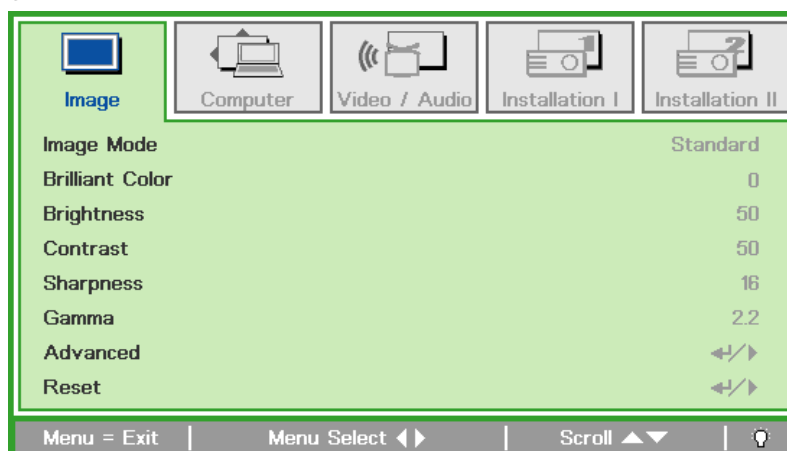 Image Computer Video / Audio Installation I Installation II
Image Mode Standard
Brilliant Color 0
Brightness 50
Contrast 50
Sharpness 16
Gamma 2.2
Advanced
Reset
Menu = Exit Menu Select Scroll